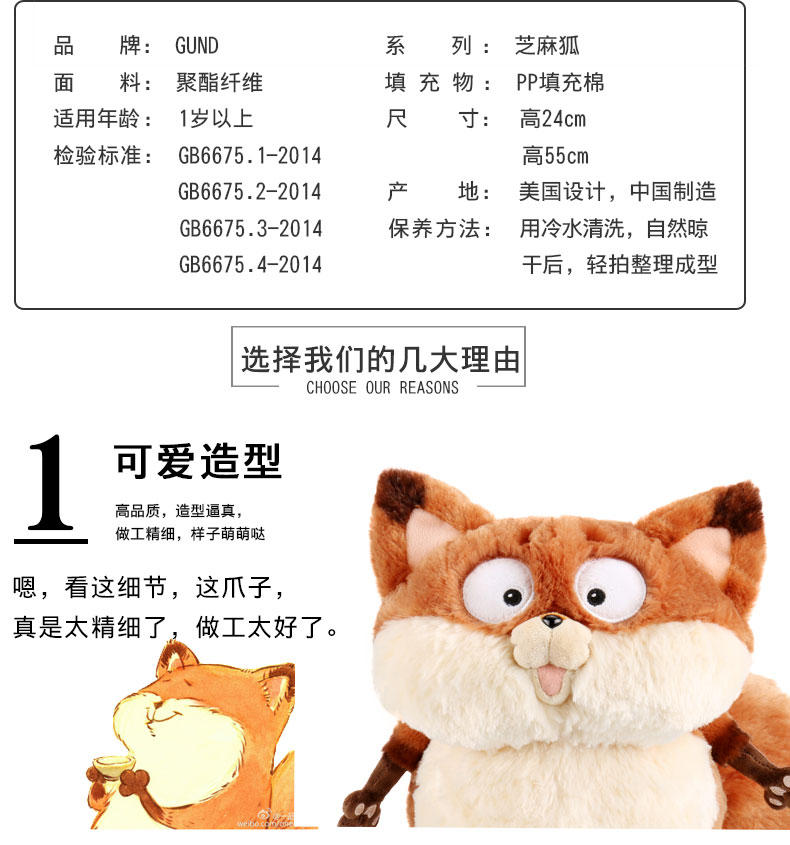 品 牌： GUND
系 列： 芝麻狐
面 料： 聚酯纤维
填充物： PP填充棉
适用年龄： 1岁以上
尺 寸： 高24cm
检验标准： GB6675.1-2014
高55cm
GB6675.2-2014
产 地： 美国设计，中国制造
GB6675.3-2014
保养方法： 用冷水清洗，自然晾
GB6675.4-2014
干后，轻拍整理成型
选择我们的几大理由
CHOOSE OUR REASONS
1
可爱造型
高品质，造型逼真，
做工精细，样子萌萌哒
嗯，看这细节，这爪子，
真是太精细了，做工太好了。